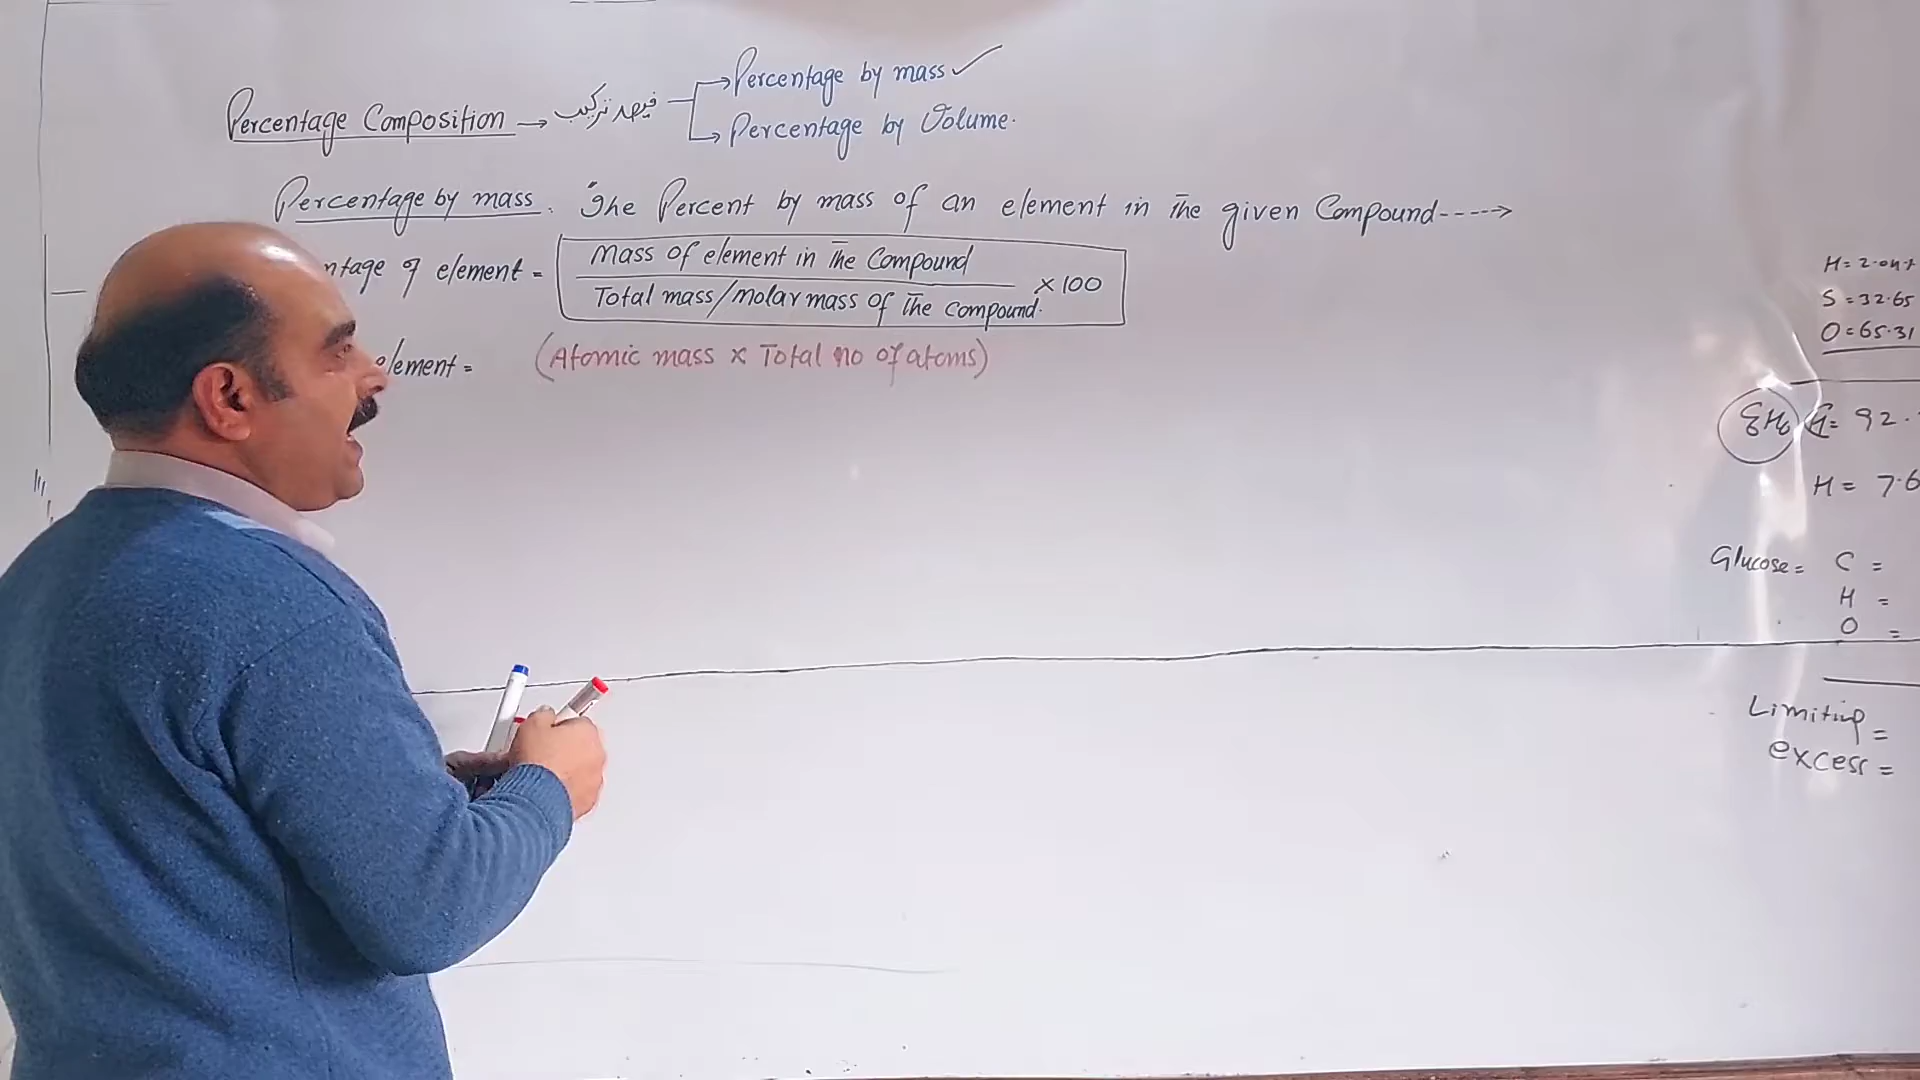 Percentage Composition → فیصد ترکیب
→ Percentage by mass ✓
→ Percentage by Volume.
Percentage by mass. The Percent by mass of an element in the given Compound----->
ntage of element = Mass of element in the Compound
Total mass/molar mass of the compound. × 100
element = (Atomic mass × Total no of atoms)
H = 2.04
S = 32.65
O = 65.31
C = 92.
H = 7.6
Glucose = C =
H =
O =
Limiting =
excess =